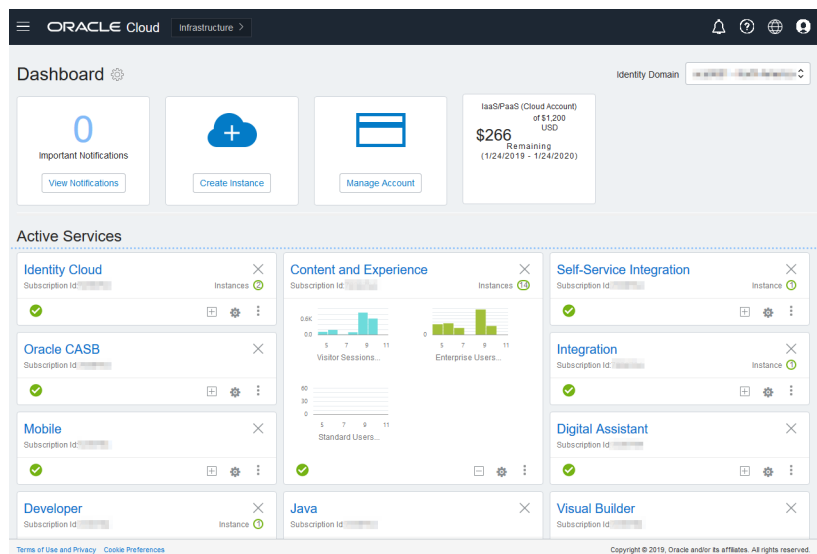 ORACLE Cloud Infrastructure >
Dashboard
Identity Domain
0
Important Notifications
View Notifications
Create Instance
Manage Account
IaaS/PaaS (Cloud Account)
$266 of $1,200
USD
Remaining
(1/24/2019 - 1/24/2020)
Active Services
Identity Cloud
Subscription Id:
Instances 2
Content and Experience
Subscription Id:
Instances 14
0.6K
0.0
5 7 9 11
Visitor Sessions...
0
5 7 9 11
Enterprise Users...
60
30
0
5 7 9 11
Standard Users...
Self-Service Integration
Subscription Id:
Instance 1
Oracle CASB
Subscription Id:
Integration
Subscription Id:
Instance 1
Mobile
Subscription Id:
Digital Assistant
Subscription Id:
Developer
Subscription Id:
Instance 1
Java
Subscription Id:
Visual Builder
Subscription Id:
Terms of Use and Privacy Cookie Preferences
Copyright © 2019, Oracle and/or its affiliates. All rights reserved.